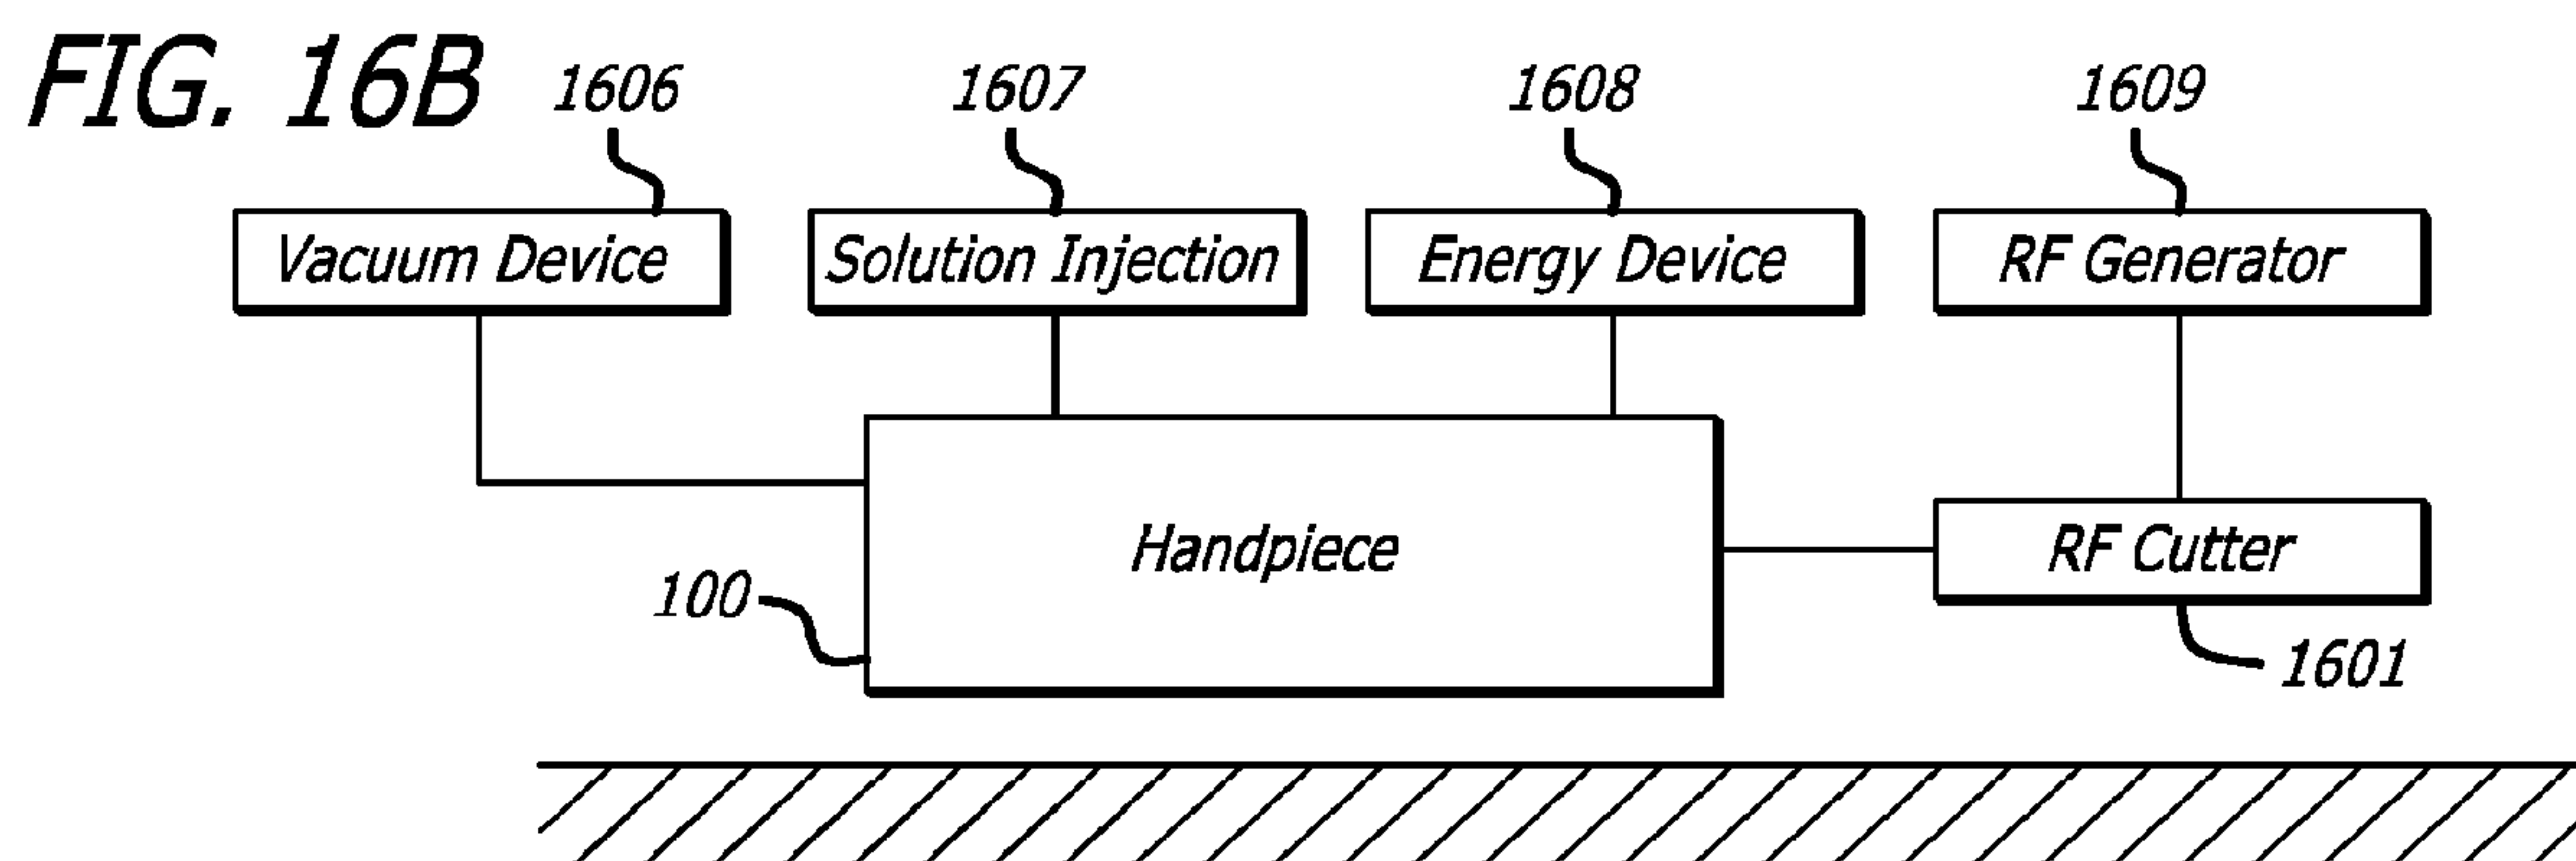 FIG. 16B
1606
1607
1608
1609
Vacuum Device
Solution Injection
Energy Device
RF Generator
Handpiece
RF Cutter
100
1601